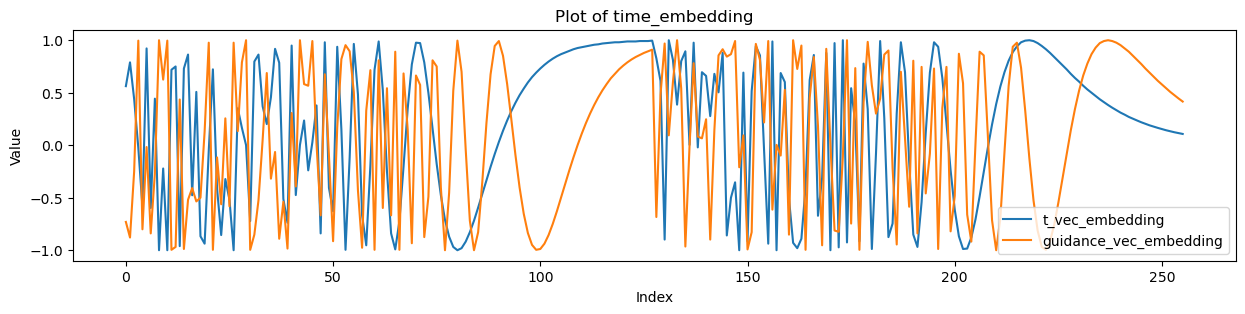 Plot of time_embedding
Value
1.0
0.5
0.0
−0.5
−1.0
t_vec_embedding
guidance_vec_embedding
0 50 100 150 200 250
Index